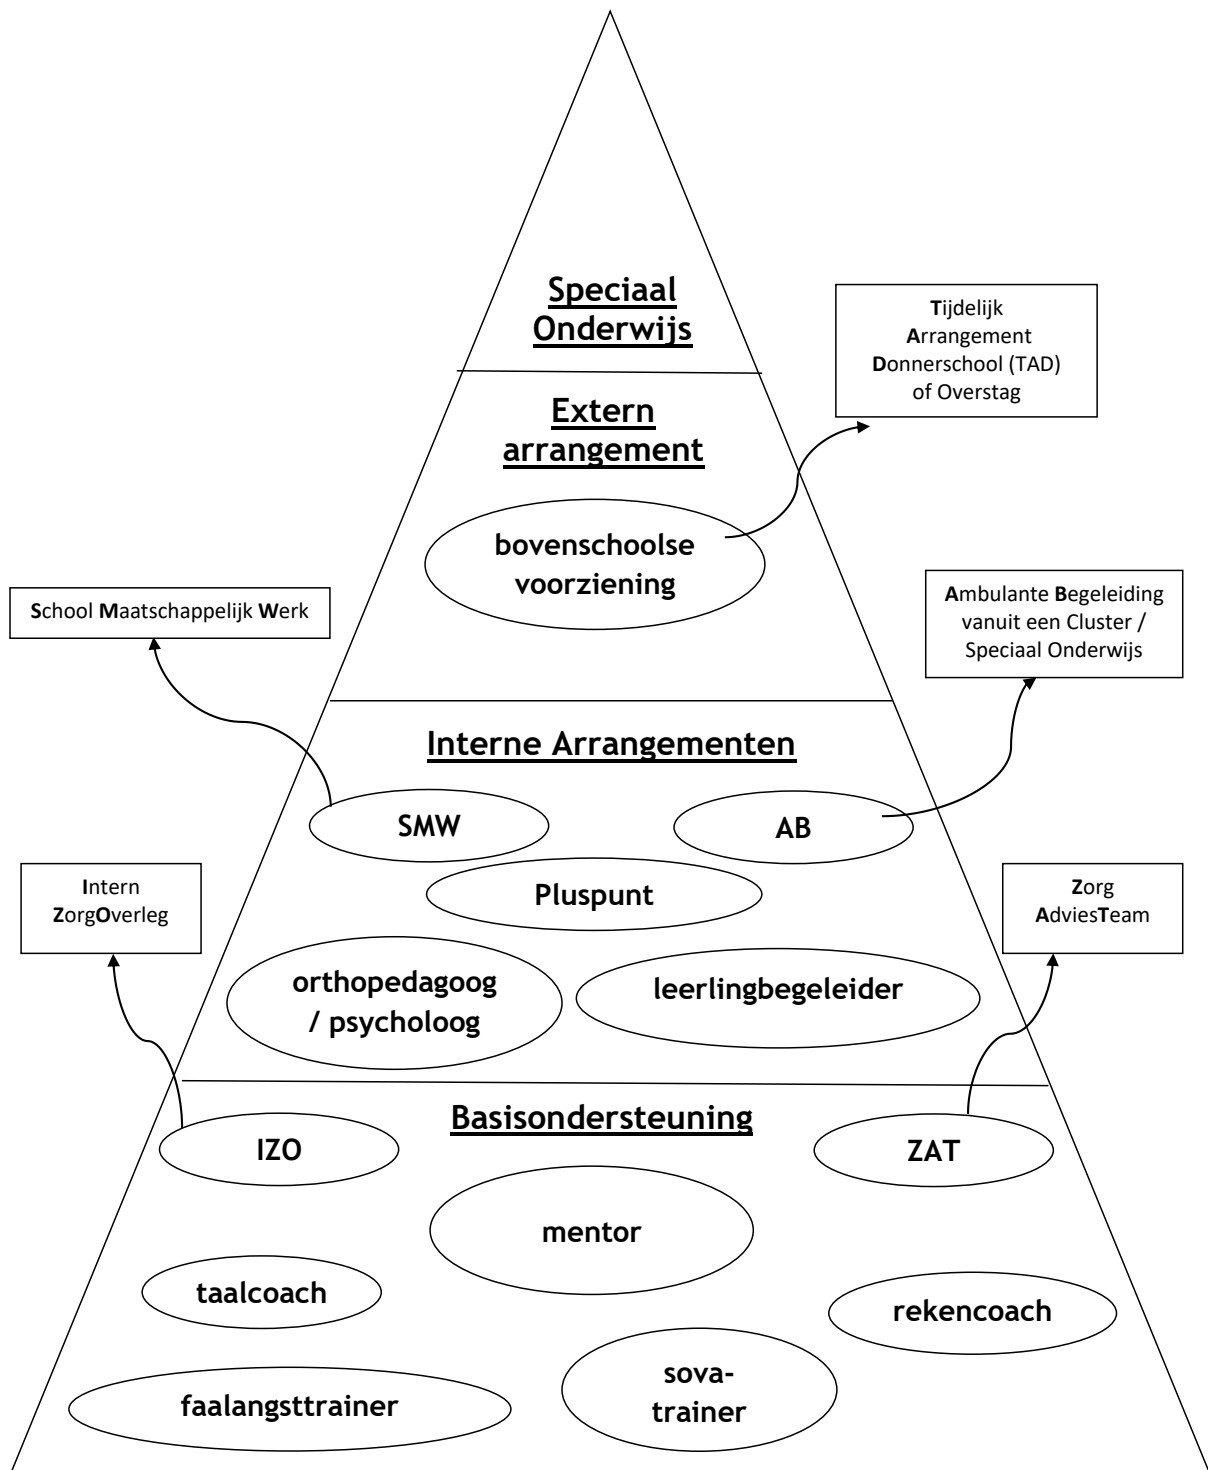 Speciaal
Onderwijs
Tijdelijk
Arrangement
Donnerschool (TAD)
of Overstag
Extern
arrangement
bovenschoolse
voorziening
School Maatschappelijk Werk
Ambulante Begeleiding
vanuit een Cluster /
Speciaal Onderwijs
Interne Arrangementen
SMW
AB
Pluspunt
Intern
ZorgOverleg
Zorg
AdviesTeam
orthopedagoog
/ psycholoog
leerlingbegeleider
Basisondersteuning
IZO
ZAT
mentor
taalcoach
rekencoach
faalangsttrainer
sova-
trainer